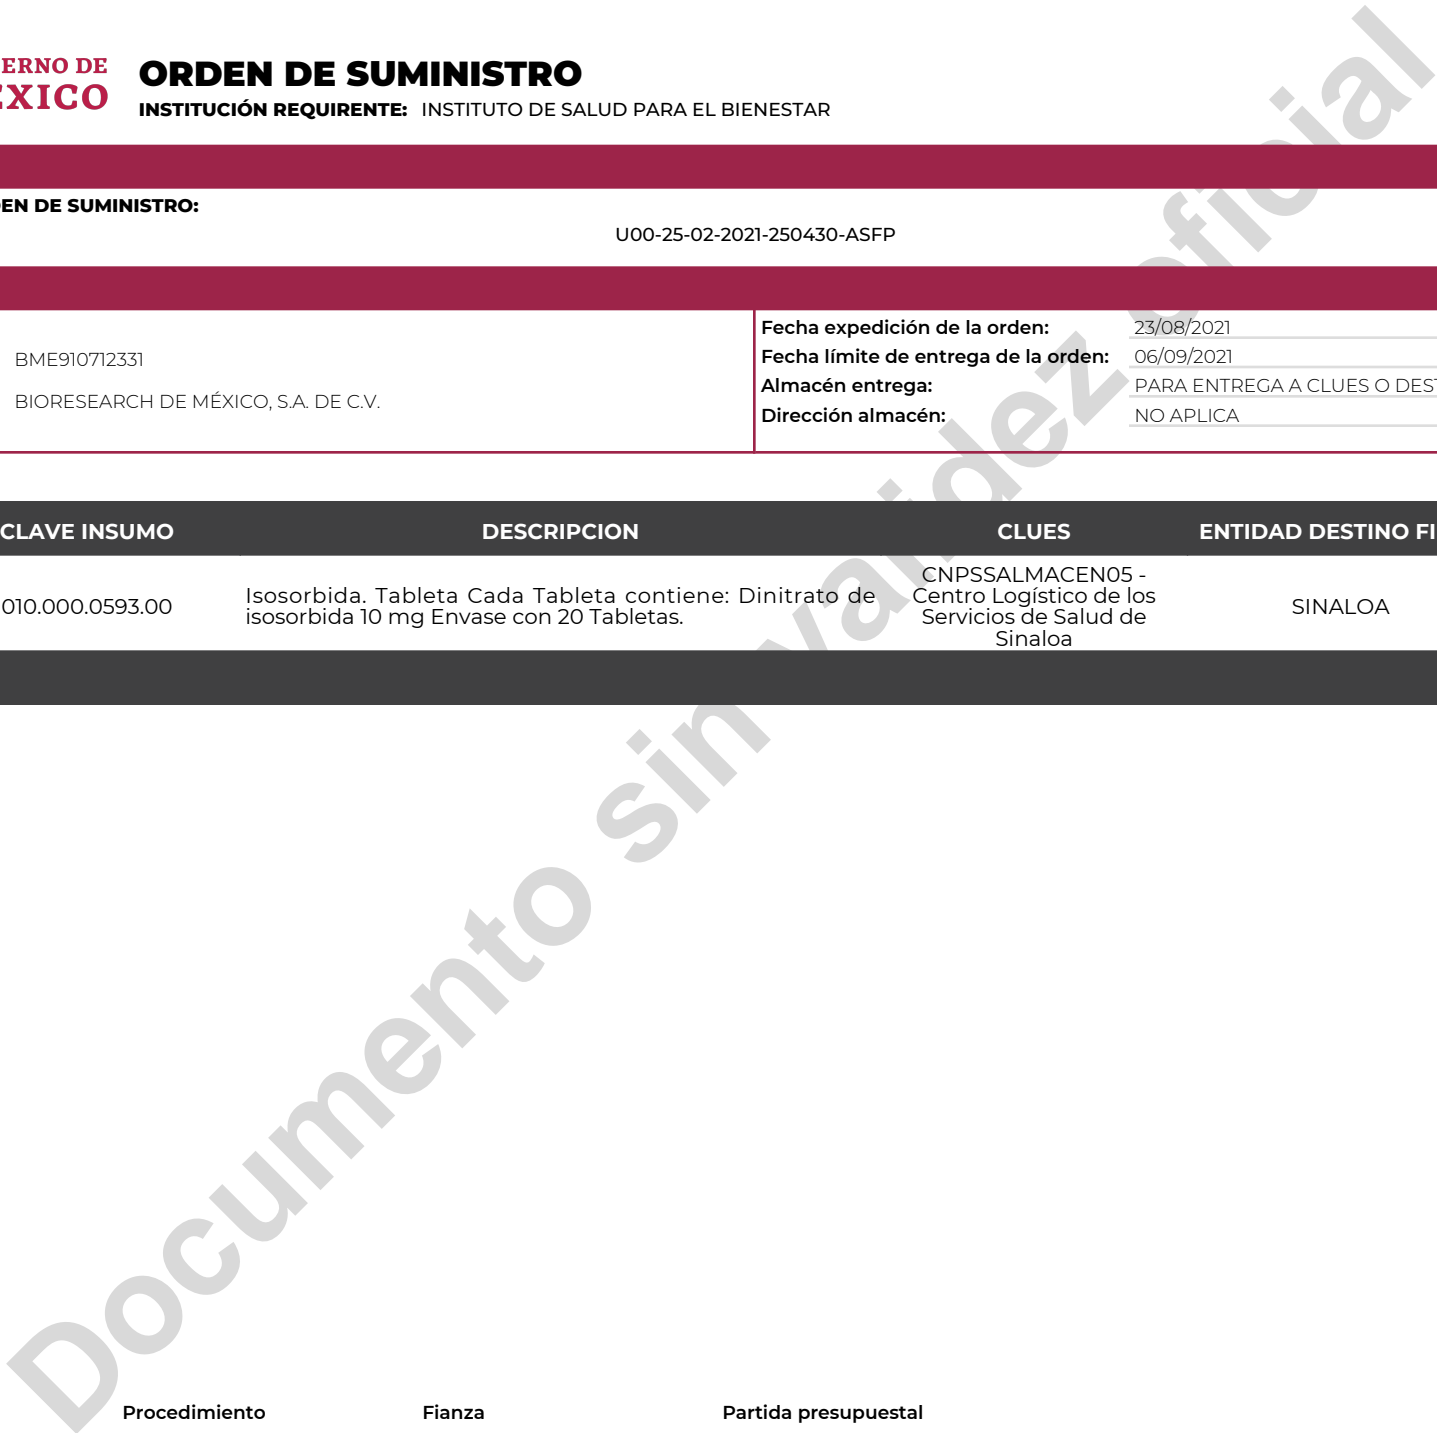 ERNO DE
ÉXICO
ORDEN DE SUMINISTRO
INSTITUCIÓN REQUIRENTE: INSTITUTO DE SALUD PARA EL BIENESTAR
EN DE SUMINISTRO:
U00-25-02-2021-250430-ASFP
BME910712331
BIORESEARCH DE MÉXICO, S.A. DE C.V.
Fecha expedición de la orden: 23/08/2021
Fecha límite de entrega de la orden: 06/09/2021
Almacén entrega: PARA ENTREGA A CLUES O DEST
Dirección almacén: NO APLICA
CLAVE INSUMO DESCRIPCION CLUES ENTIDAD DESTINO FI
010.000.0593.00
Isosorbida. Tableta Cada Tableta contiene: Dinitrato de
isosorbida 10 mg Envase con 20 Tabletas.
CNPSSALMACEN05 -
Centro Logístico de los
Servicios de Salud de
Sinaloa
SINALOA
Documento sin validez oficial
Procedimiento Fianza Partida presupuestal